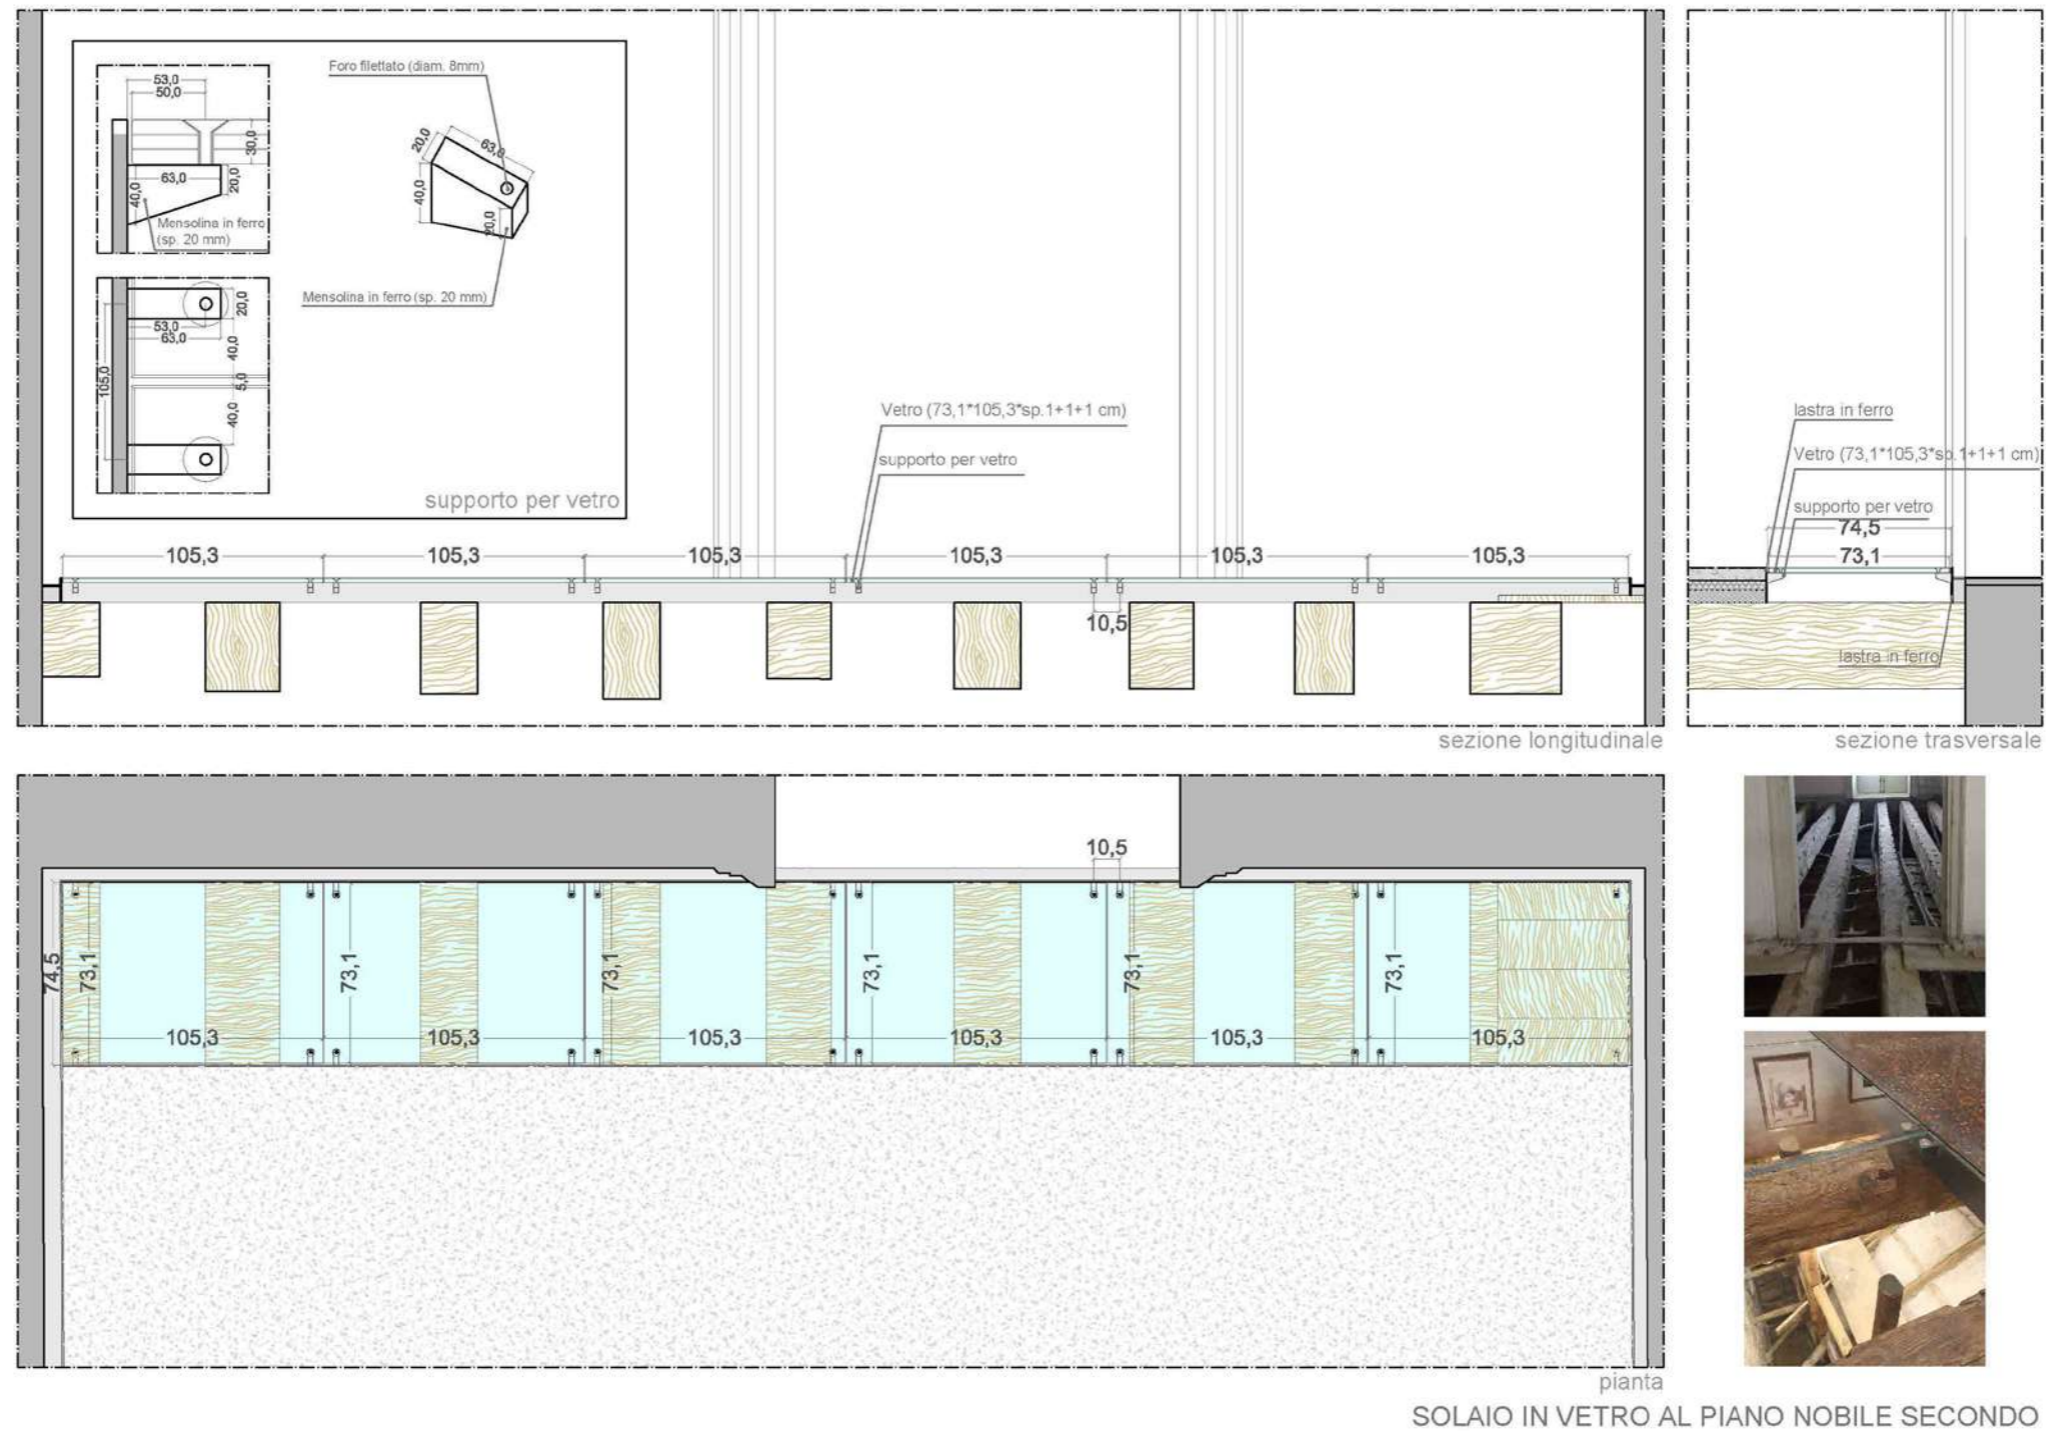 53,0
50,0
30,0
63,0
20,0
40,0
Mensolina in ferro
(sp. 20 mm)
Foro filettato (diam. 8mm)
20,0
63,0
40,0
20,0
Mensolina in ferro (sp. 20 mm)
20,0
53,0
63,0
40,0
105,0
5,0
40,0
supporto per vetro
Vetro (73,1*105,3*sp.1+1+1 cm)
supporto per vetro
105,3
105,3
105,3
105,3
105,3
105,3
10,5
sezione longitudinale
lastra in ferro
Vetro (73,1*105,3*sp.1+1+1 cm)
supporto per vetro
74,5
73,1
lastra in ferro
sezione trasversale
10,5
74,5
73,1
73,1
73,1
73,1
73,1
73,1
105,3
105,3
105,3
105,3
105,3
105,3
pianta
SOLAIO IN VETRO AL PIANO NOBILE SECONDO